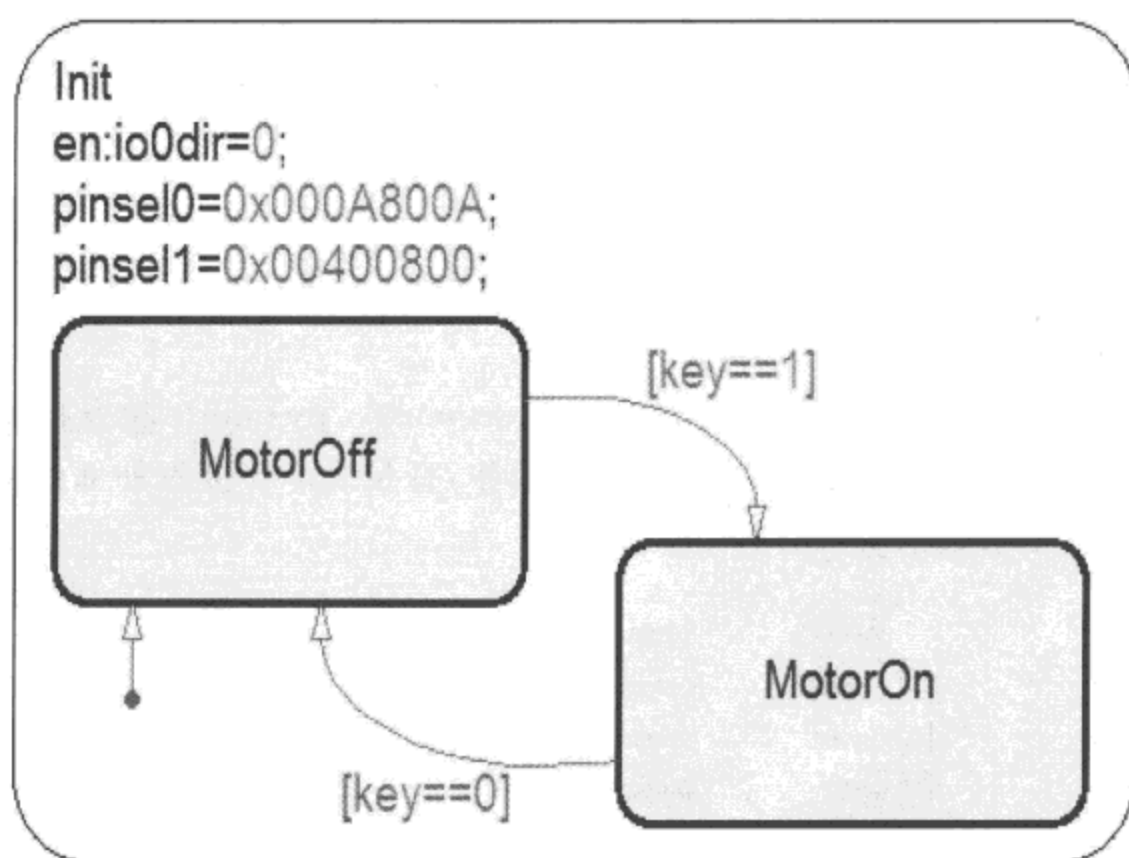 Init
en:io0dir=0;
pinsel0=0x000A800A;
pinsel1=0x00400800;
[key==1]
MotorOff
MotorOn
[key==0]